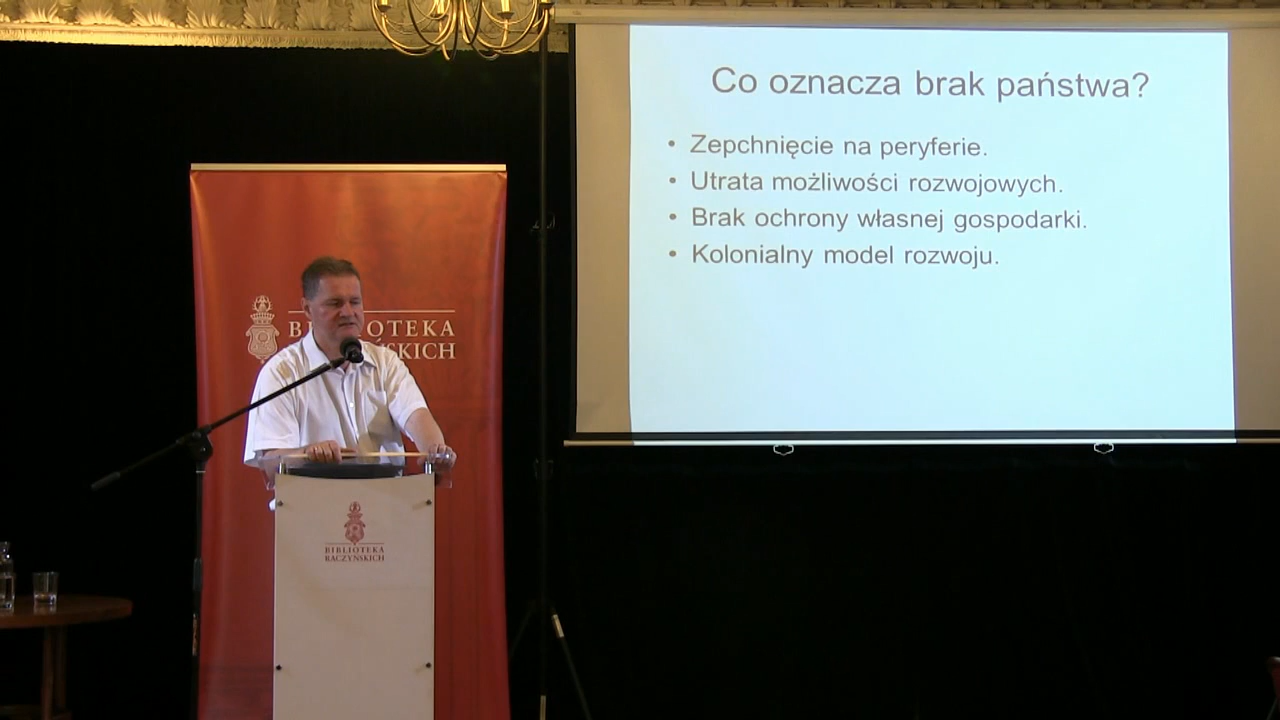 Co oznacza brak państwa?
• Zepchnięcie na peryferie.
• Utrata możliwości rozwojowych.
• Brak ochrony własnej gospodarki.
• Kolonialny model rozwoju.
BIBLIOTEKA
RACZYŃSKICH